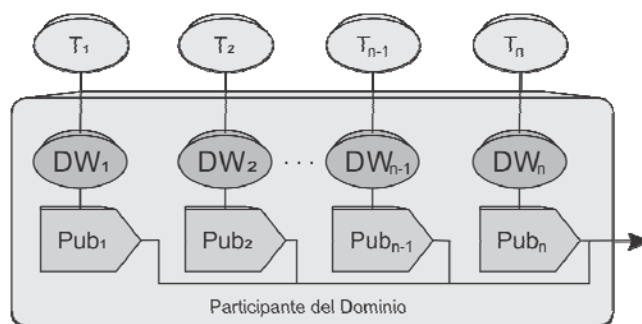 T₁ T₂ Tₙ₋₁ Tₙ
DW₁ DW₂ . . . DWₙ₋₁ DWₙ
Pub₁ Pub₂ Pubₙ₋₁ Pubₙ
Participante del Dominio